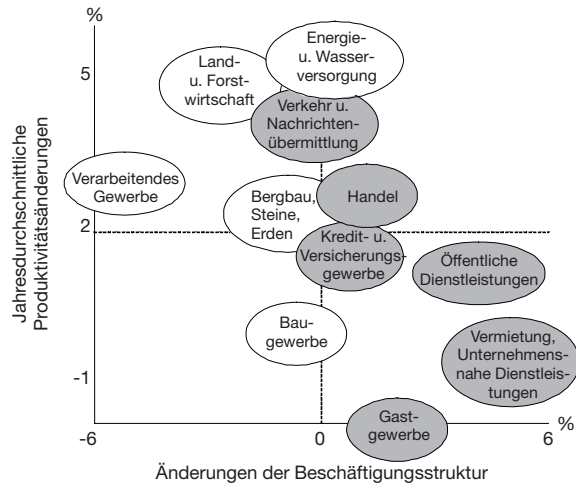 %
Jahresdurchschnittliche
Produktivitätsänderungen
5
2
-1
Energie-
u. Wasser-
versorgung
Land-
u. Forst-
wirtschaft
Verkehr u.
Nachrichten-
übermittlung
Verarbeitendes
Gewerbe
Bergbau,
Steine,
Erden
Handel
Kredit- u.
Versicherungs-
gewerbe
Öffentliche
Dienstleistungen
Bau-
gewerbe
Vermietung,
Unternehmens-
nahe Dienstleis-
tungen
Gast-
gewerbe
-6
0
6
%
Änderungen der Beschäftigungsstruktur